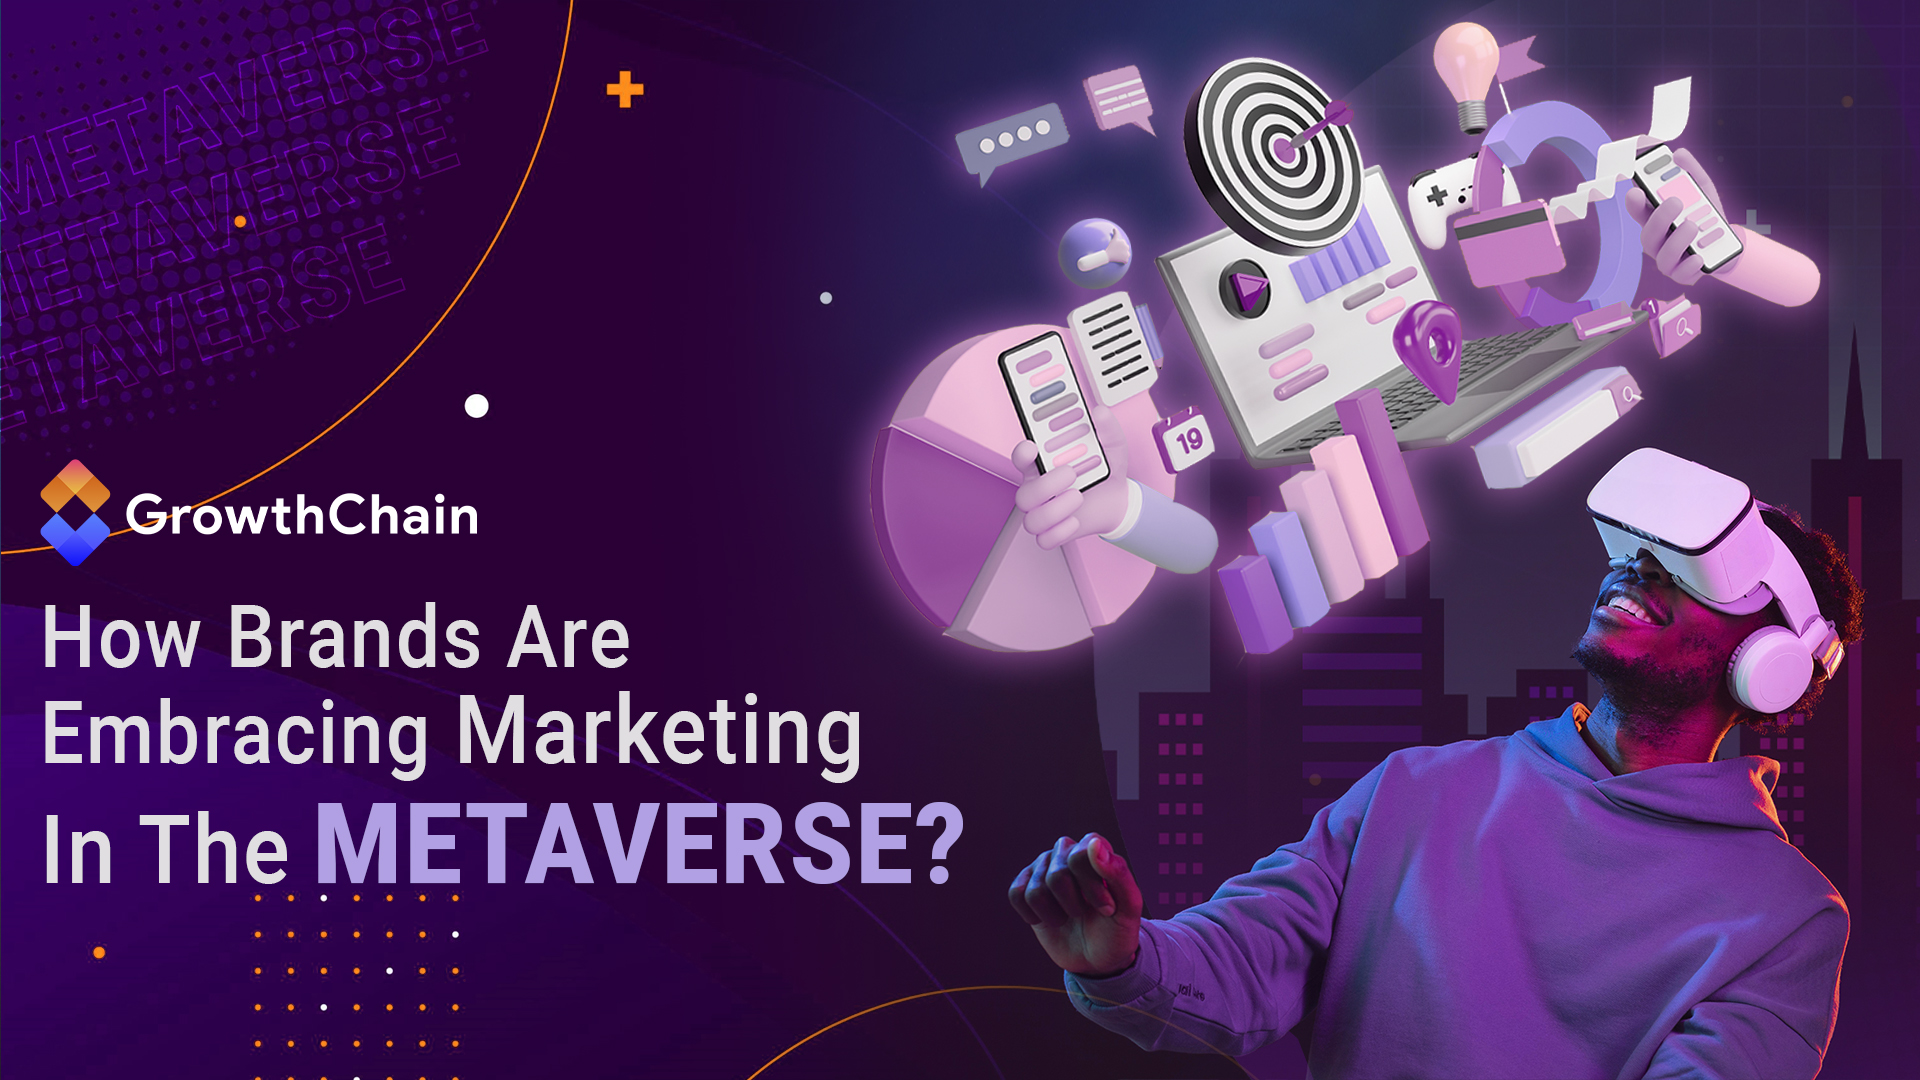 METAVERSE
METAVERSE
METAVERSE
GrowthChain
How Brands Are
Embracing Marketing
In The METAVERSE?
19